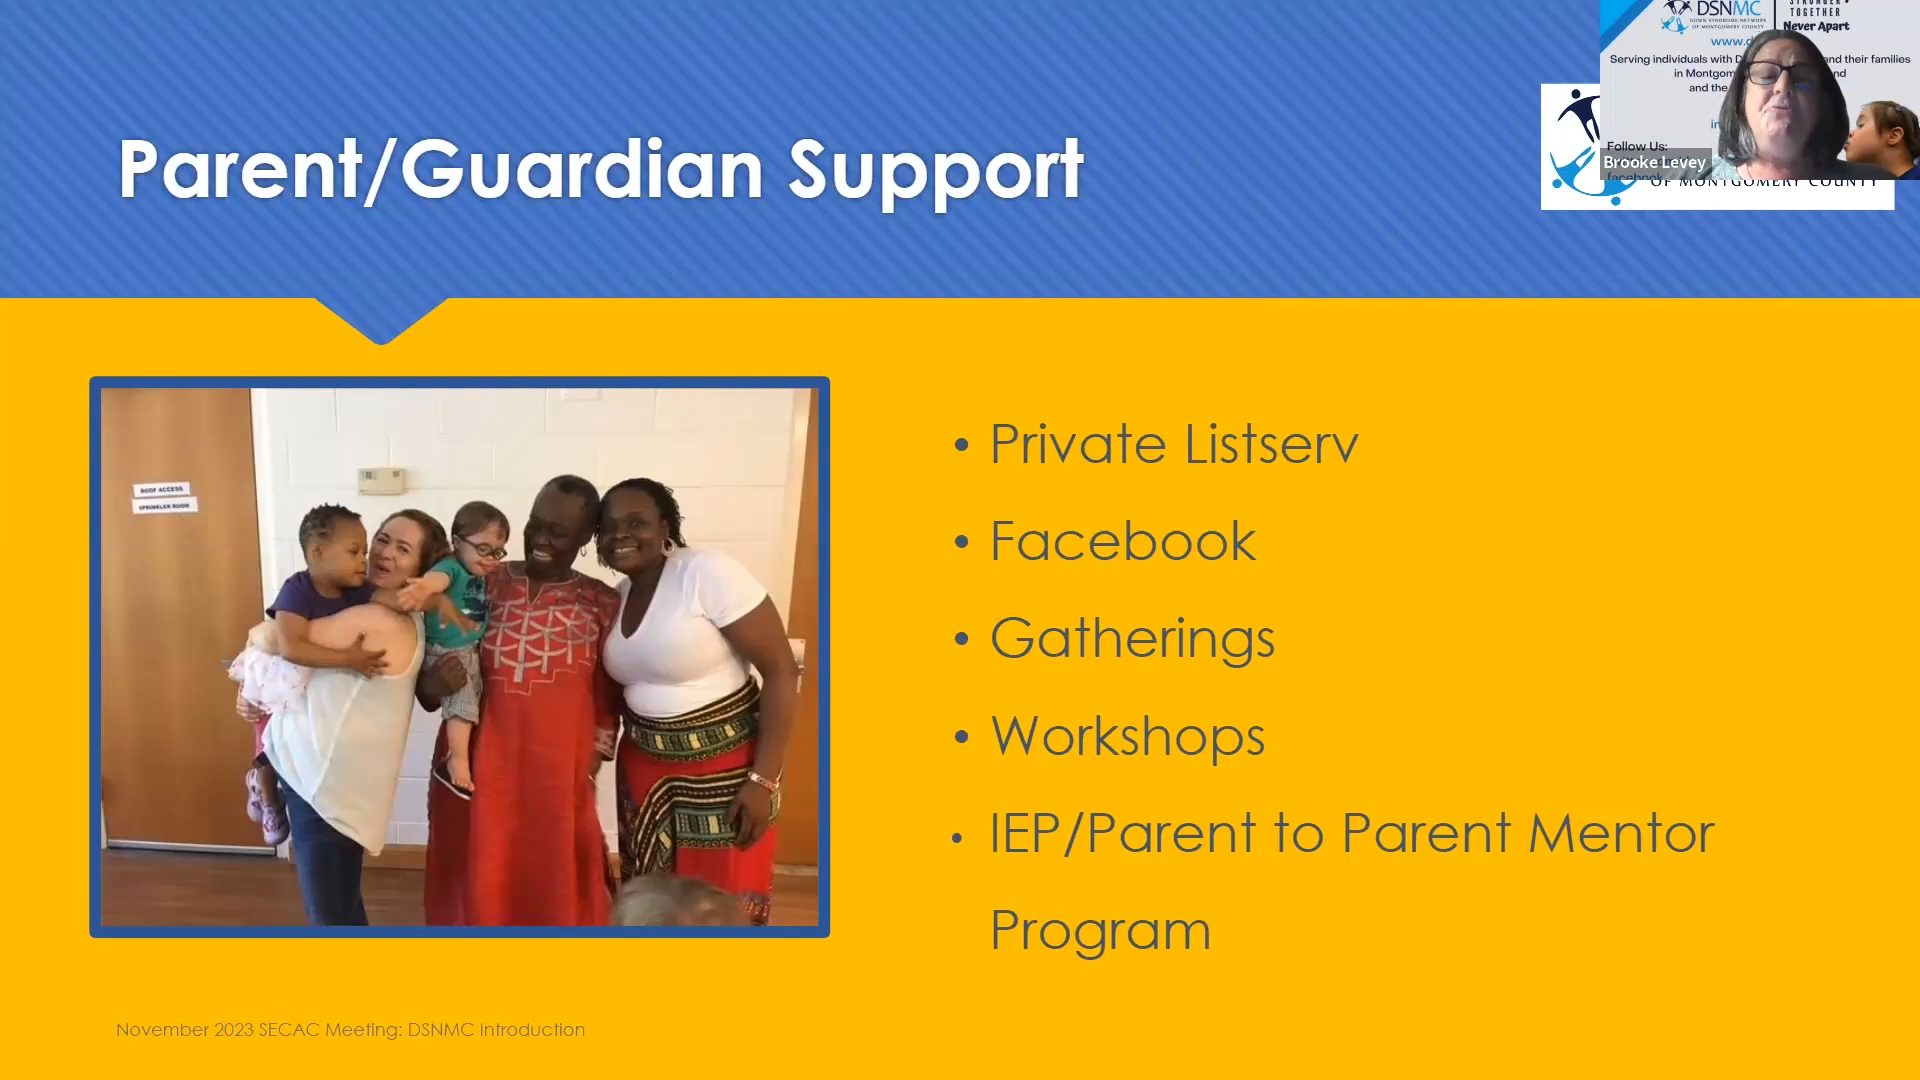 DSNMC
DOWN SYNDROME NETWORK
OF MONTGOMERY COUNTY
TOGETHER
Never Apart
www.d
Serving individuals with D and their families
in Montgom nd
and the
in
Follow Us:
Brooke Levey
facebook
OF MONTGOMERY COUNTY
Parent/Guardian Support
ROOF ACCESS
SPRINKLER ROOM
• Private Listserv
• Facebook
• Gatherings
• Workshops
• IEP/Parent to Parent Mentor
Program
November 2023 SECAC Meeting: DSNMC Introduction